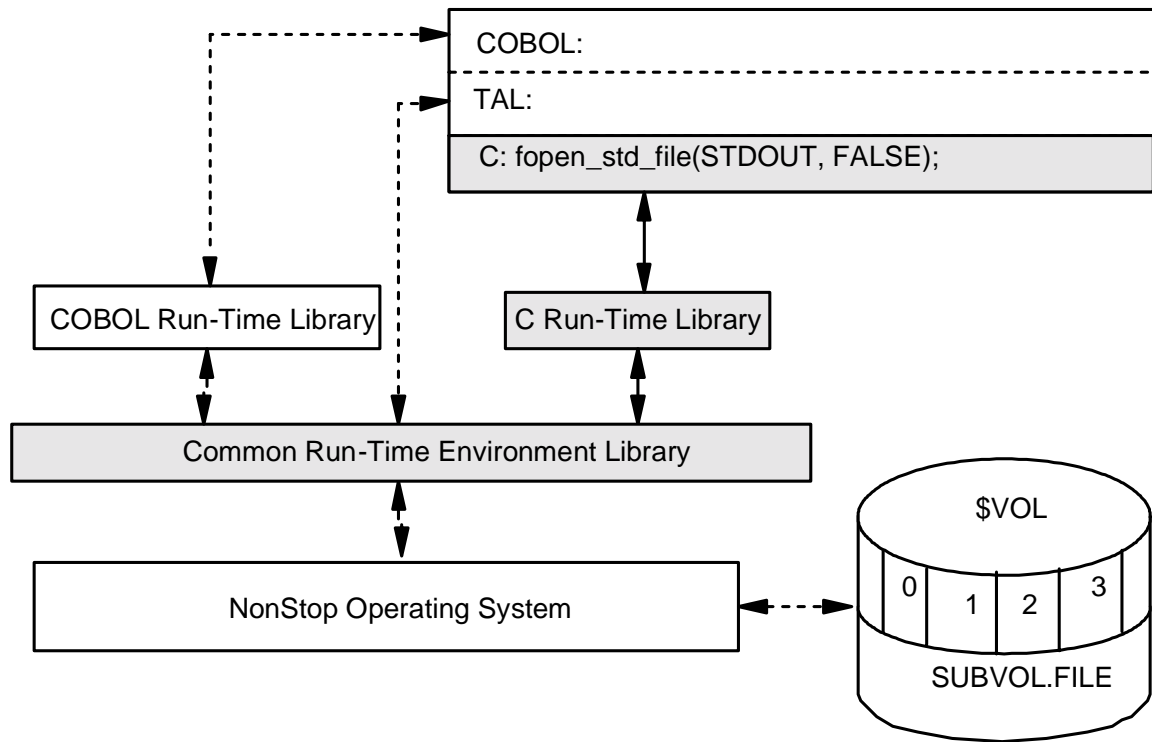 COBOL:
TAL:
C: fopen_std_file(STDOUT, FALSE);
COBOL Run-Time Library
C Run-Time Library
Common Run-Time Environment Library
$VOL
0
1
2
3
NonStop Operating System
SUBVOL.FILE